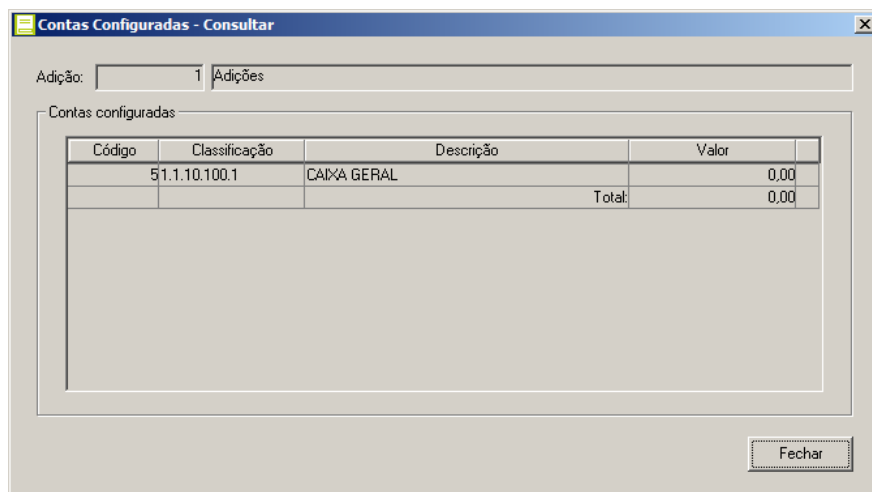 Contas Configuradas - Consultar
Adição: 1 Adições
Contas configuradas
Código Classificação Descrição Valor
5 1.1.10.100.1 CAIXA GERAL 0,00
Total: 0,00
Fechar